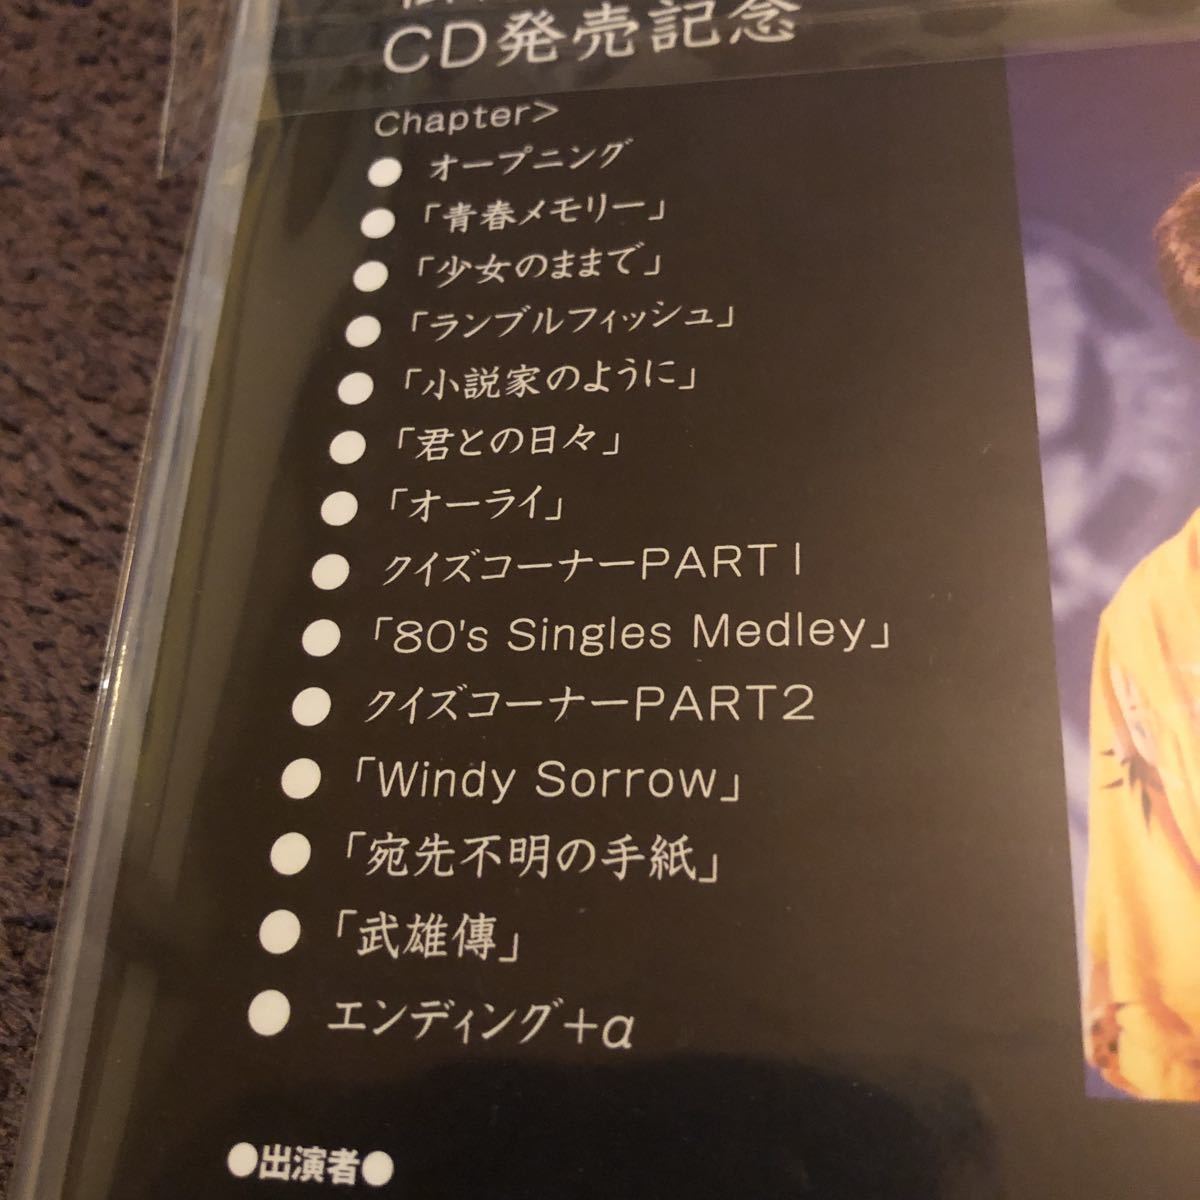 CD発売記念
Chapter>
● オープニング
●「青春メモリー」
●「少女のままで」
●「ランブルフィッシュ」
●「小説家のように」
●「君との日々」
●「オーライ」
● クイズコーナーPART1
●「80's Singles Medley」
● クイズコーナーPART2
●「Windy Sorrow」
●「宛先不明の手紙」
●「武雄傳」
● エンディング+α
●出演者●